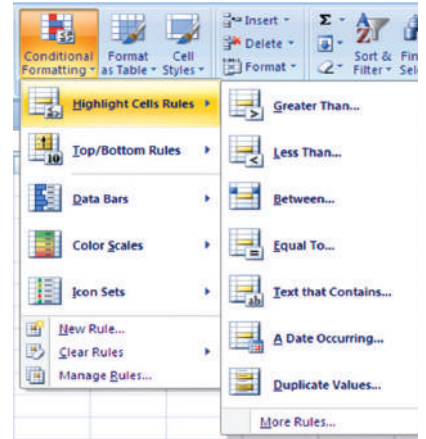 Insert
Delete
Format
Σ
A
Z
Conditional
Formatting
Format
as Table
Cell
Styles
Sort &
Filter
Highlight Cells Rules
Top/Bottom Rules
10
Data Bars
Color Scales
Icon Sets
New Rule...
Clear Rules
Manage Rules...
>
Greater Than...
<
Less Than...
Between...
=
Equal To...
ab
Text that Contains...
A Date Occurring...
Duplicate Values...
More Rules...